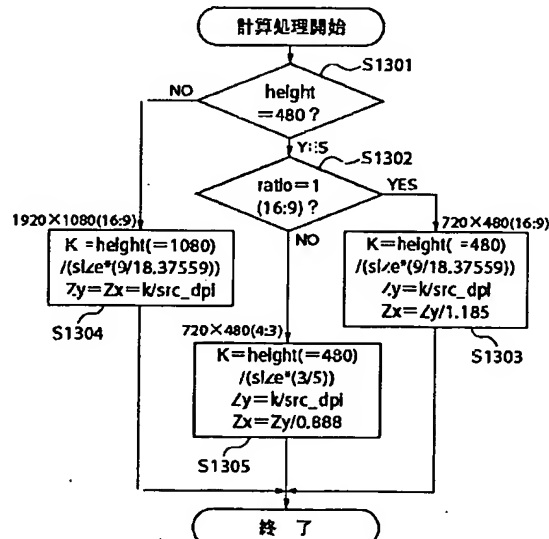 計算処理開始
S1301
NO
height
=480?
YES
S1302
ratio=1
(16:9)?
YES
NO
1920×1080(16:9)
K=height(=1080)
/(size*(9/18.37559))
Zy=Zx=k/src_dpi
S1304
720×480(16:9)
K=height(=480)
/(size*(9/18.37559))
Zy=k/src_dpi
Zx=Zy/1.185
S1303
720×480(4:3)
K=height(=480)
/(size*(3/5))
Zy=k/src_dpi
Zx=Zy/0.888
S1305
終了